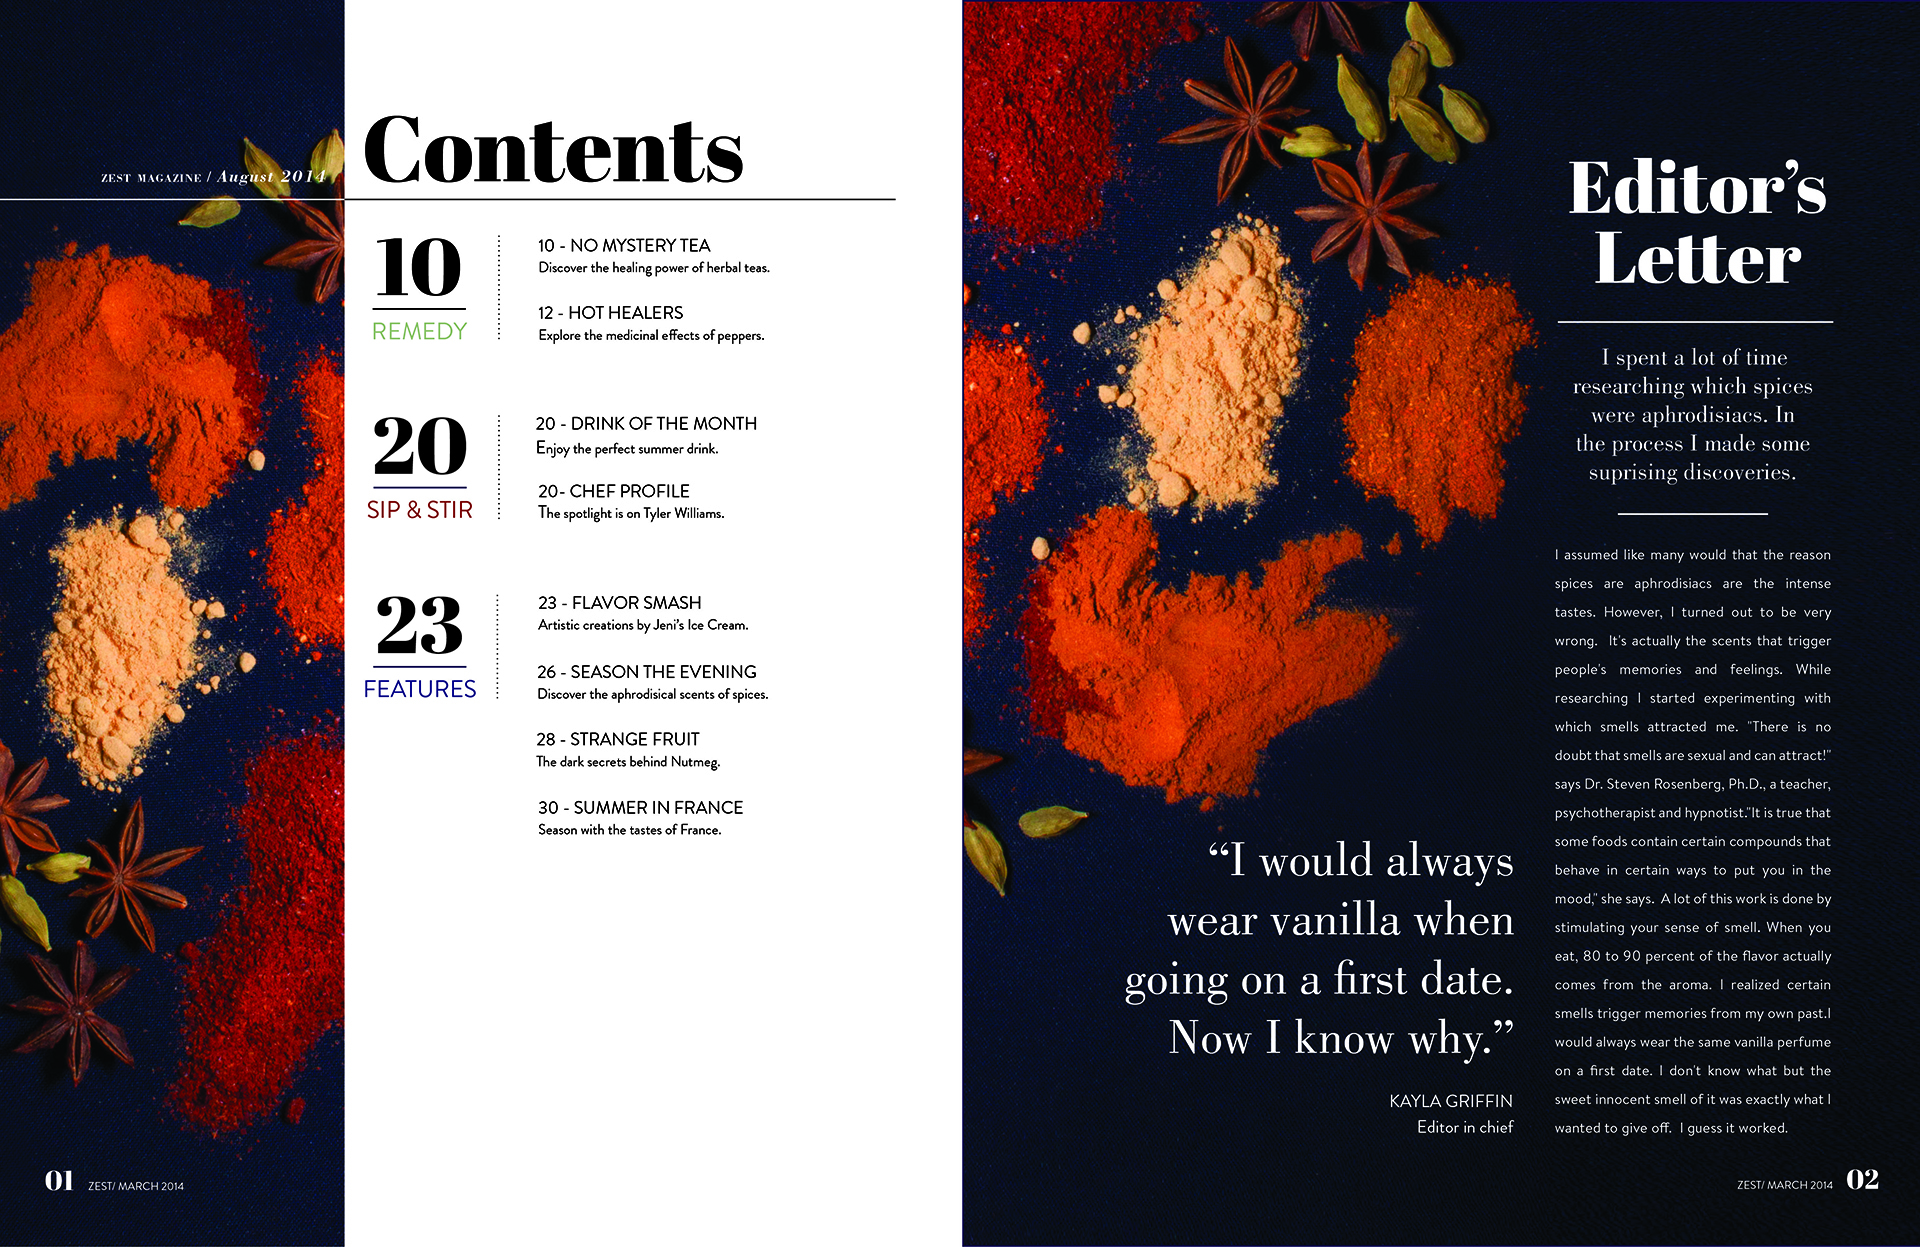 ZEST MAGAZINE / August 2014
Contents
10
REMEDY
10 - NO MYSTERY TEA
Discover the healing power of herbal teas.
12 - HOT HEALERS
Explore the medicinal effects of peppers.
20
SIP & STIR
20 - DRINK OF THE MONTH
Enjoy the perfect summer drink.
20- CHEF PROFILE
The spotlight is on Tyler Williams.
23
FEATURES
23 - FLAVOR SMASH
Artistic creations by Jeni's Ice Cream.
26 - SEASON THE EVENING
Discover the aphrodisical scents of spices.
28 - STRANGE FRUIT
The dark secrets behind Nutmeg.
30 - SUMMER IN FRANCE
Season with the tastes of France.
01 ZEST/ MARCH 2014
Editor's
Letter
I spent a lot of time
researching which spices
were aphrodisiacs. In
the process I made some
suprising discoveries.
I assumed like many would that the reason
spices are aphrodisiacs are the intense
tastes. However, I turned out to be very
wrong. It's actually the scents that trigger
people's memories and feelings. While
researching I started experimenting with
which smells attracted me. "There is no
doubt that smells are sexual and can attract!"
says Dr. Steven Rosenberg, Ph.D., a teacher,
psychotherapist and hypnotist."It is true that
some foods contain certain compounds that
behave in certain ways to put you in the
mood," she says. A lot of this work is done by
stimulating your sense of smell. When you
eat, 80 to 90 percent of the flavor actually
comes from the aroma. I realized certain
smells trigger memories from my own past.I
would always wear the same vanilla perfume
on a first date. I don't know what but the
sweet innocent smell of it was exactly what I
wanted to give off. I guess it worked.
“I would always
wear vanilla when
going on a first date.
Now I know why.”
KAYLA GRIFFIN
Editor in chief
ZEST/ MARCH 2014 02